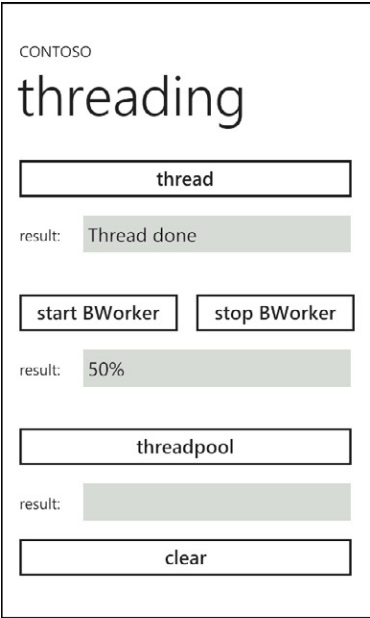 CONTOSO
threading
thread
result: Thread done
start BWorker stop BWorker
result: 50%
threadpool
result:
clear